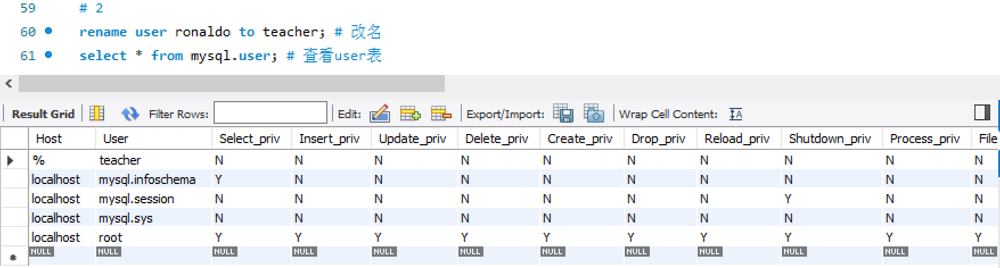 59 # 2
60 rename user ronaldo to teacher; # 改名
61 select * from mysql.user; # 查看user表
Result Grid Filter Rows: Edit: Export/Import: Wrap Cell Content:
Host User Select_priv Insert_priv Update_priv Delete_priv Create_priv Drop_priv Reload_priv Shutdown_priv Process_priv File
% teacher N N N N N N N N N N
localhost mysql.infoschema Y N N N N N N N N N
localhost mysql.session N N N N N N N Y N N
localhost mysql.sys N N N N N N N N N N
localhost root Y Y Y Y Y Y Y Y Y Y
NULL NULL NULL NULL NULL NULL NULL NULL NULL NULL NULL NULL